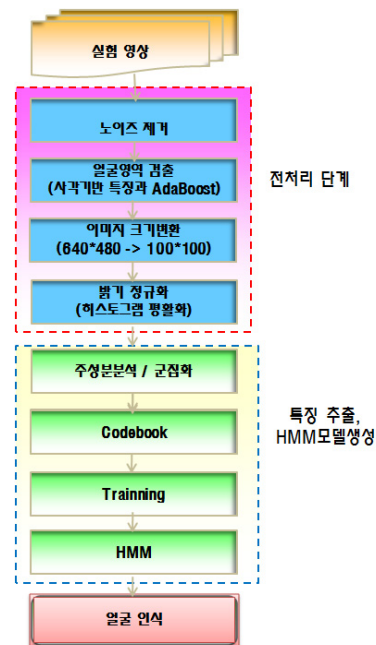 실험 영상
노이즈 제거
얼굴영역 검출
(사각기반 특징과 AdaBoost)
전처리 단계
이미지 크기변환
(640*480 -> 100*100)
밝기 정규화
(히스토그램 평활화)
주성분분석 / 군집화
특징 추출,
HMM모델생성
Codebook
Trainning
HMM
얼굴 인식